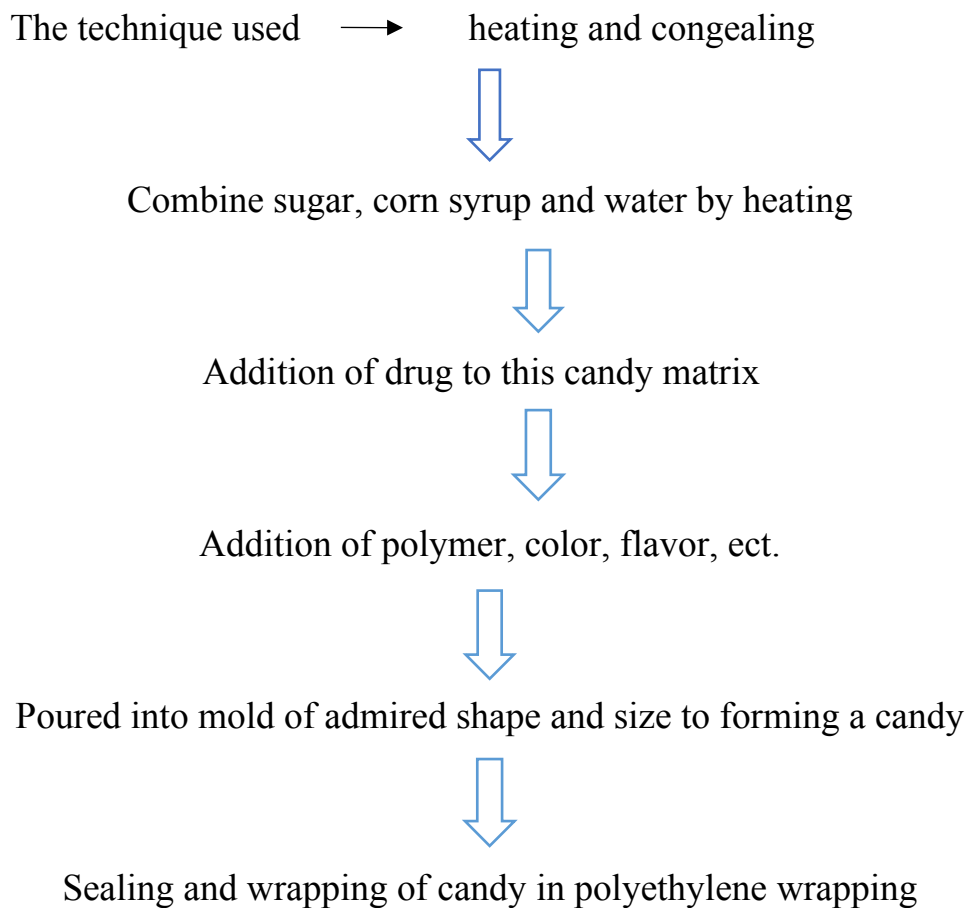 The technique used heating and congealing
Combine sugar, corn syrup and water by heating
Addition of drug to this candy matrix
Addition of polymer, color, flavor, ect.
Poured into mold of admired shape and size to forming a candy
Sealing and wrapping of candy in polyethylene wrapping